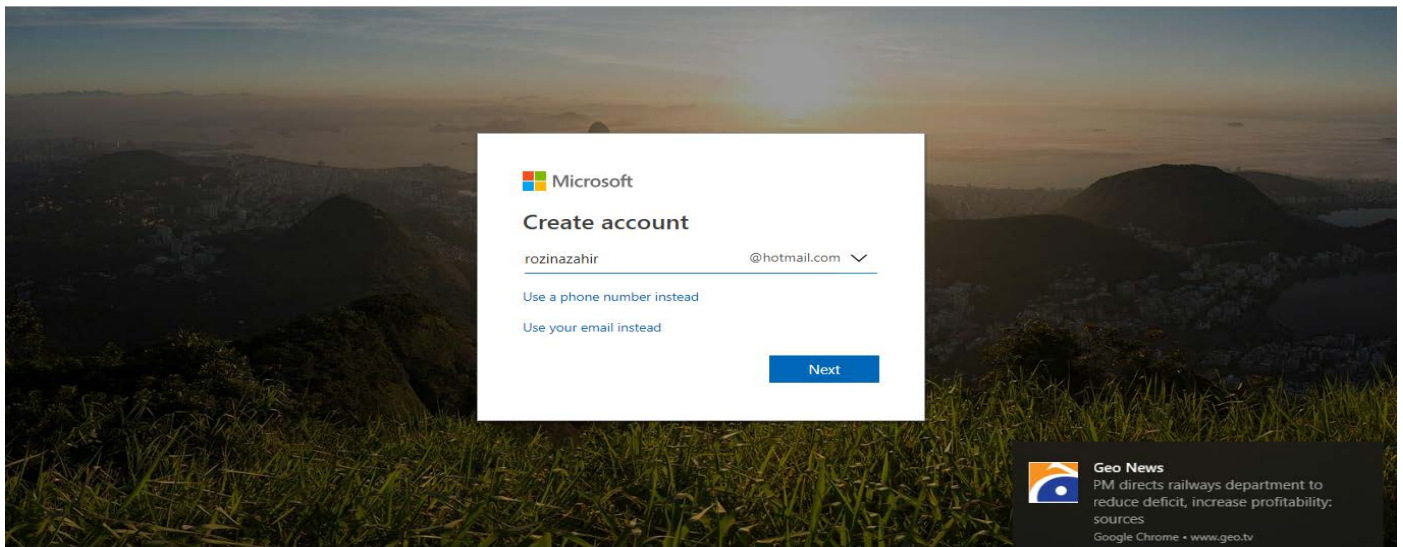 Microsoft
Create account
rozinazahir @hotmail.com
Use a phone number instead
Use your email instead
Next
Geo News
PM directs railways department to
reduce deficit, increase profitability:
sources
Google Chrome • www.geo.tv